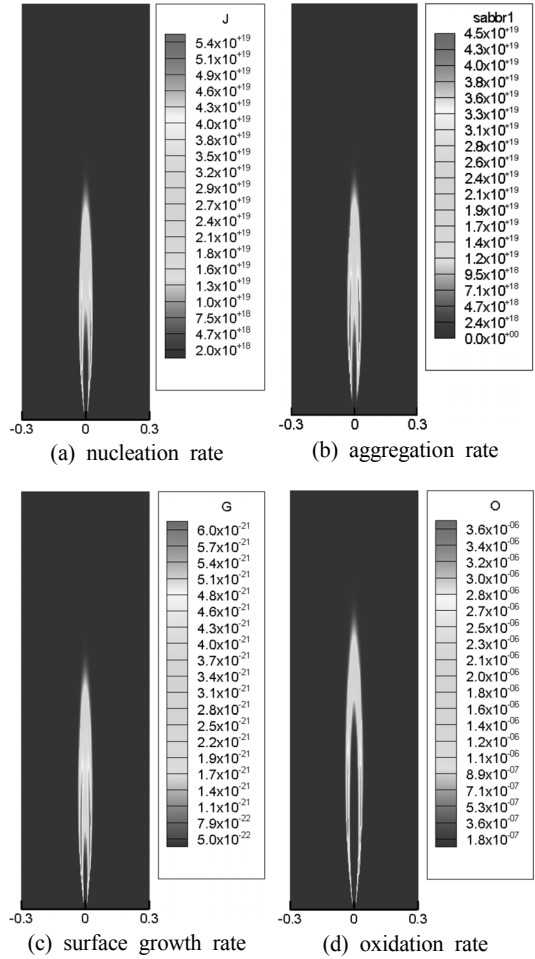 J
5.4x10+19
5.1x10+19
4.9x10+19
4.6x10+19
4.3x10+19
4.0x10+19
3.8x10+19
3.5x10+19
3.2x10+19
2.9x10+19
2.7x10+19
2.4x10+19
2.1x10+19
1.8x10+19
1.6x10+19
1.3x10+19
1.0x10+19
7.5x10+18
4.7x10+18
2.0x10+18
-0.3 0 0.3
(a) nucleation rate
sabbr1
4.5x10+19
4.3x10+19
4.0x10+19
3.8x10+19
3.6x10+19
3.3x10+19
3.1x10+19
2.8x10+19
2.6x10+19
2.4x10+19
2.1x10+19
1.9x10+19
1.7x10+19
1.4x10+19
1.2x10+19
9.5x10+18
7.1x10+18
4.7x10+18
2.4x10+18
0.0x10+00
-0.3 0 0.3
(b) aggregation rate
G
6.0x10-21
5.7x10-21
5.4x10-21
5.1x10-21
4.8x10-21
4.6x10-21
4.3x10-21
4.0x10-21
3.7x10-21
3.4x10-21
3.1x10-21
2.8x10-21
2.5x10-21
2.2x10-21
1.9x10-21
1.7x10-21
1.4x10-21
1.1x10-21
7.9x10-22
5.0x10-22
-0.3 0 0.3
(c) surface growth rate
O
3.6x10-06
3.4x10-06
3.2x10-06
3.0x10-06
2.8x10-06
2.7x10-06
2.5x10-06
2.3x10-06
2.1x10-06
2.0x10-06
1.8x10-06
1.6x10-06
1.4x10-06
1.2x10-06
1.1x10-06
8.9x10-07
7.1x10-07
5.3x10-07
3.6x10-07
1.8x10-07
-0.3 0 0.3
(d) oxidation rate